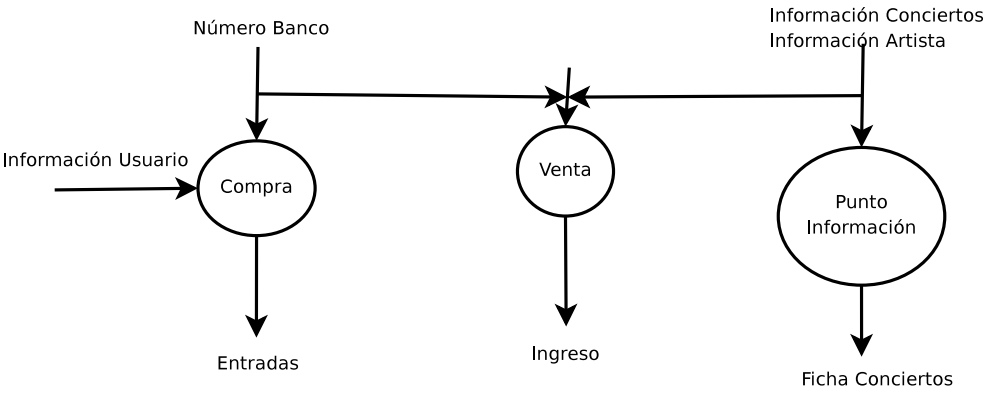 Número Banco
Información Conciertos
Información Artista
Información Usuario
Compra
Venta
Punto
Información
Entradas
Ingreso
Ficha Conciertos